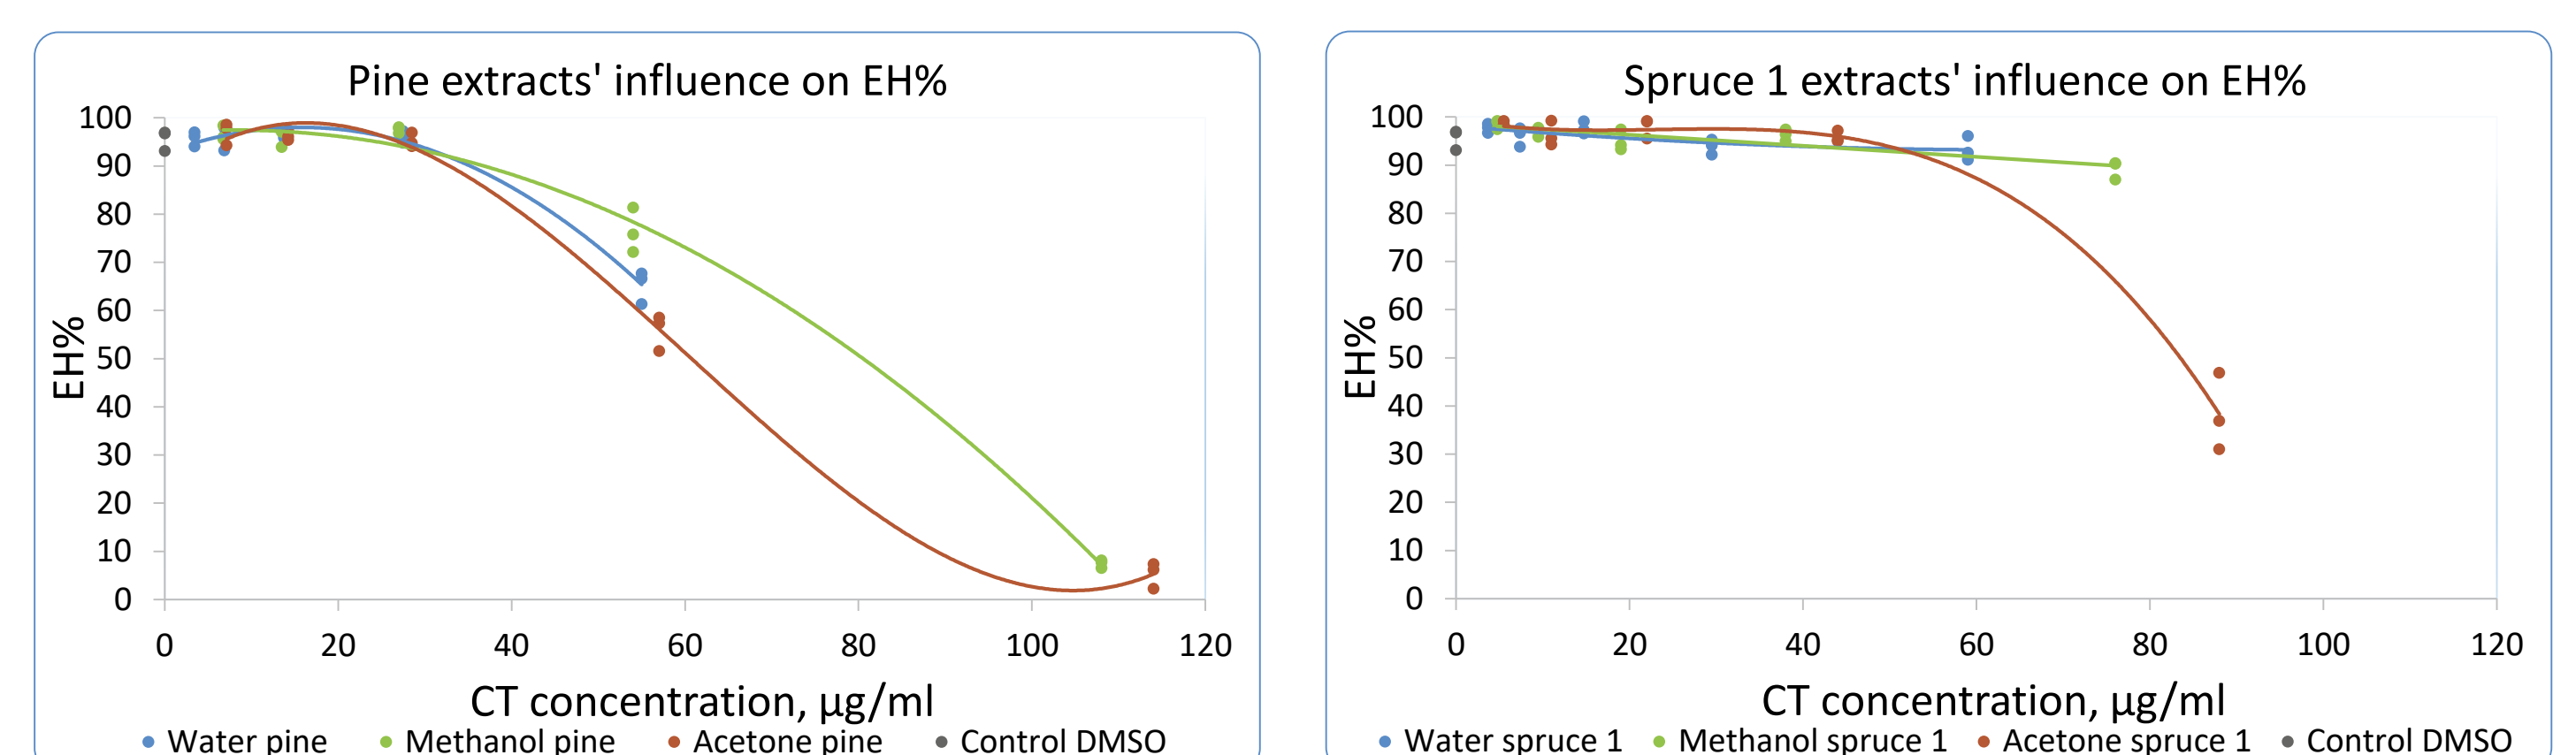 Pine extracts' influence on EH%
100
90
80
70
60
50
40
30
20
10
0
EH%
0 20 40 60 80 100 120
CT concentration, µg/ml
Water pine Methanol pine Acetone pine Control DMSO
Spruce 1 extracts' influence on EH%
100
90
80
70
60
50
40
30
20
10
0
EH%
0 20 40 60 80 100 120
CT concentration, µg/ml
Water spruce 1 Methanol spruce 1 Acetone spruce 1 Control DMSO